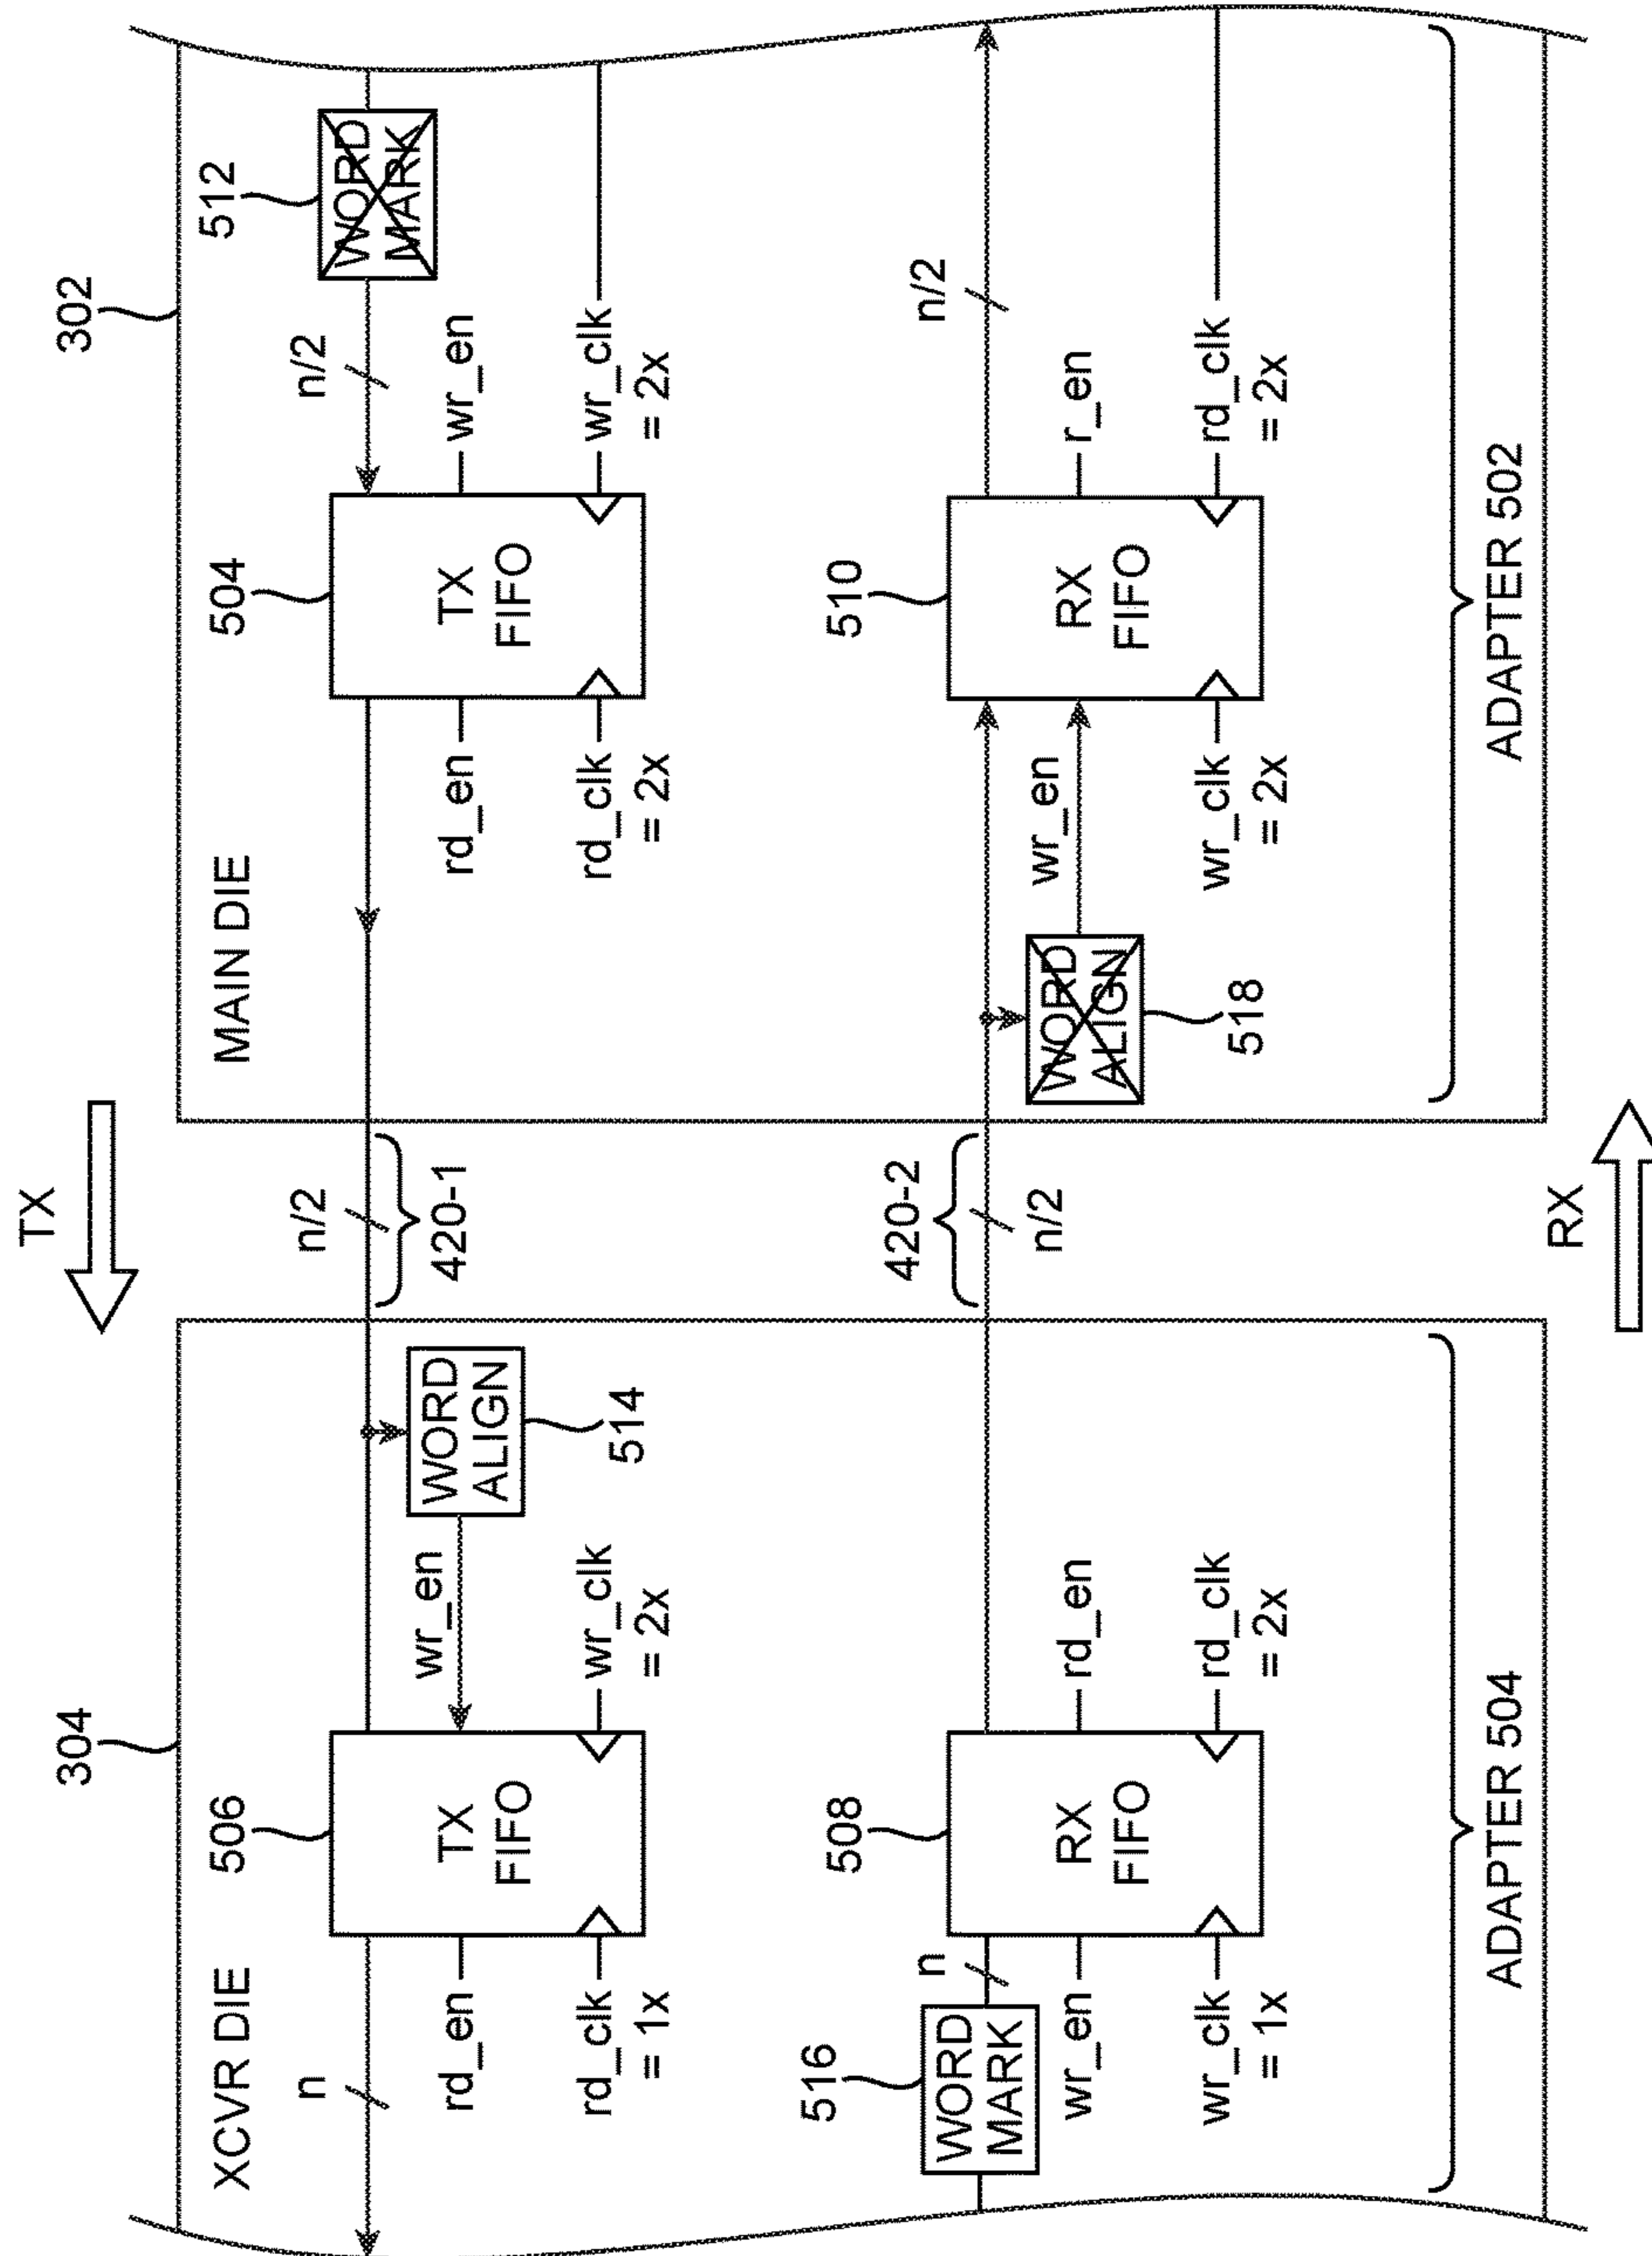 TX
304
302
XCVR DIE
MAIN DIE
506
504
512
n
n/2
n/2
WORD
MARK
TX
FIFO
TX
FIFO
wr_en
WORD
ALIGN
514
420-1
rd_en
rd_en
wr_en
rd_clk
= 1x
wr_clk
= 2x
rd_clk
= 2x
wr_clk
= 2x
516
508
420-2
510
WORD
MARK
n
n/2
n/2
RX
FIFO
RX
FIFO
wr_en
rd_en
WORD
ALIGN
518
wr_en
r_en
wr_clk
= 1x
rd_clk
= 2x
wr_clk
= 2x
rd_clk
= 2x
ADAPTER 504
ADAPTER 502
RX